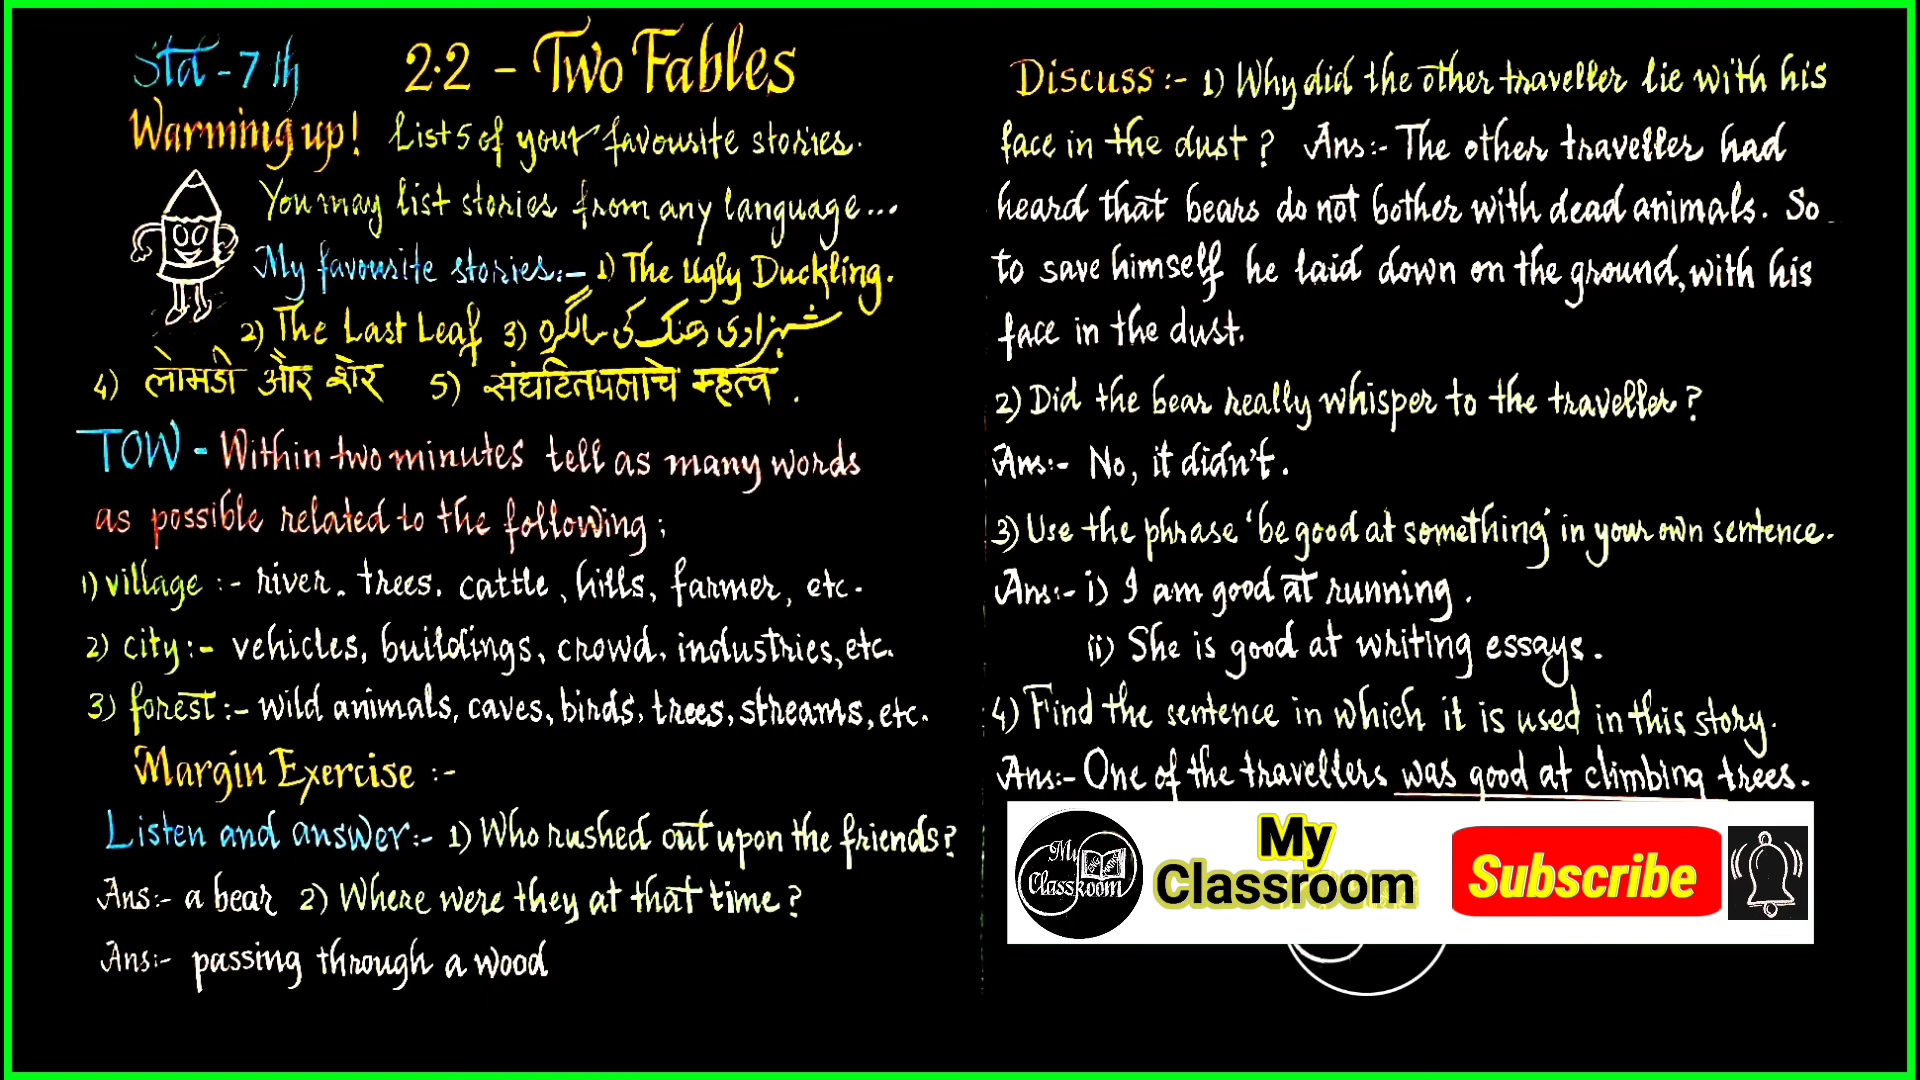 Std-7th 2.2 - Two Fables
Warming up! List 5 of your favourite stories.
You may list stories from any language...
My favourite stories:- 1) The Ugly Duckling.
2) The Last Leaf 3) شہزادی دھنک کی سالگرہ
4) लोमडी और शेर 5) संघटितपणाचे म्हत्व.
TOW - Within two minutes tell as many words
as possible related to the following:
1) village :- river. trees. cattle, hills, farmer, etc.
2) city:- vehicles, buildings, crowd, industries, etc.
3) forest:- wild animals, caves, birds, trees, streams, etc.
Margin Exercise :-
Listen and answer:- 1) Who rushed out upon the friends?
Ans:- a bear 2) Where were they at that time?
Ans:- passing through a wood
Discuss:- 1) Why did the other traveller lie with his
face in the dust? Ans:- The other traveller had
heard that bears do not bother with dead animals. So
to save himself he laid down on the ground, with his
face in the dust.
2) Did the bear really whisper to the traveller?
Ans:- No, it didn't.
3) Use the phrase 'be good at something' in your own sentence.
Ans:- i) I am good at running.
ii) She is good at writing essays.
4) Find the sentence in which it is used in this story.
Ans:- One of the travellers was good at climbing trees.
My Classroom
My
Classroom
Subscribe